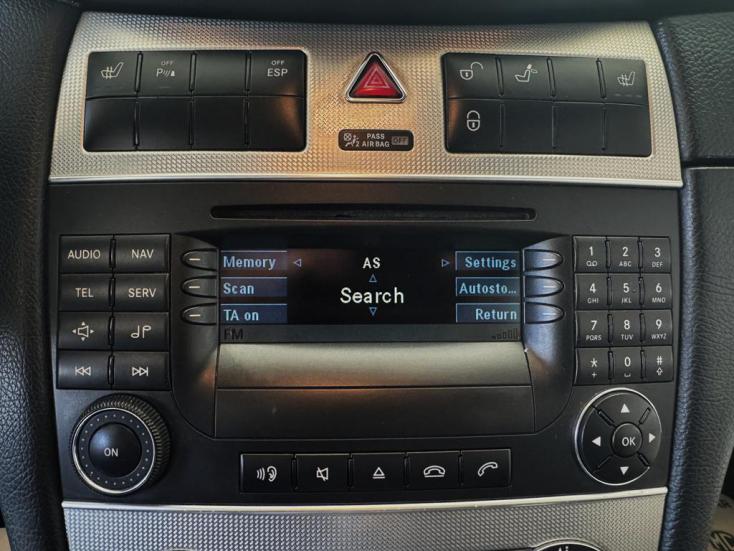 OFF
OFF
ESP
PASS
AIR BAG OFF
2
AUDIO NAV
TEL SERV
Memory AS Settings
Scan Search Autosto...
TA on Return
FM
1 2 3
ABC DEF
4 5 6
GHI JKL MNO
7 8 9
PQRS TUV WXYZ
* 0 #
+
ON
OK